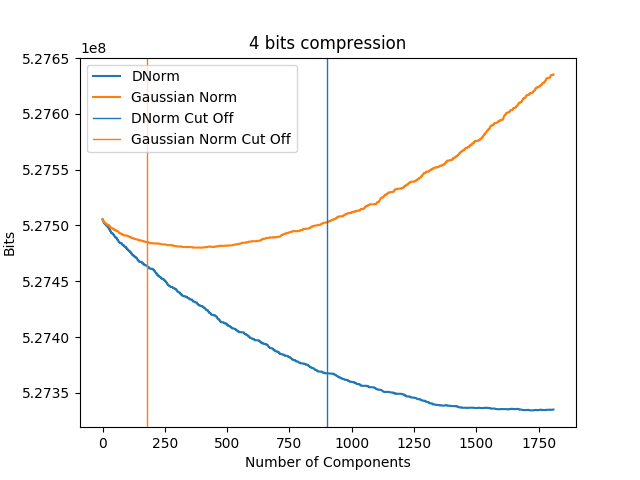 4 bits compression
1e8
5.2765
5.2760
5.2755
5.2750
5.2745
5.2740
5.2735
Bits
DNorm
Gaussian Norm
DNorm Cut Off
Gaussian Norm Cut Off
0 250 500 750 1000 1250 1500 1750
Number of Components